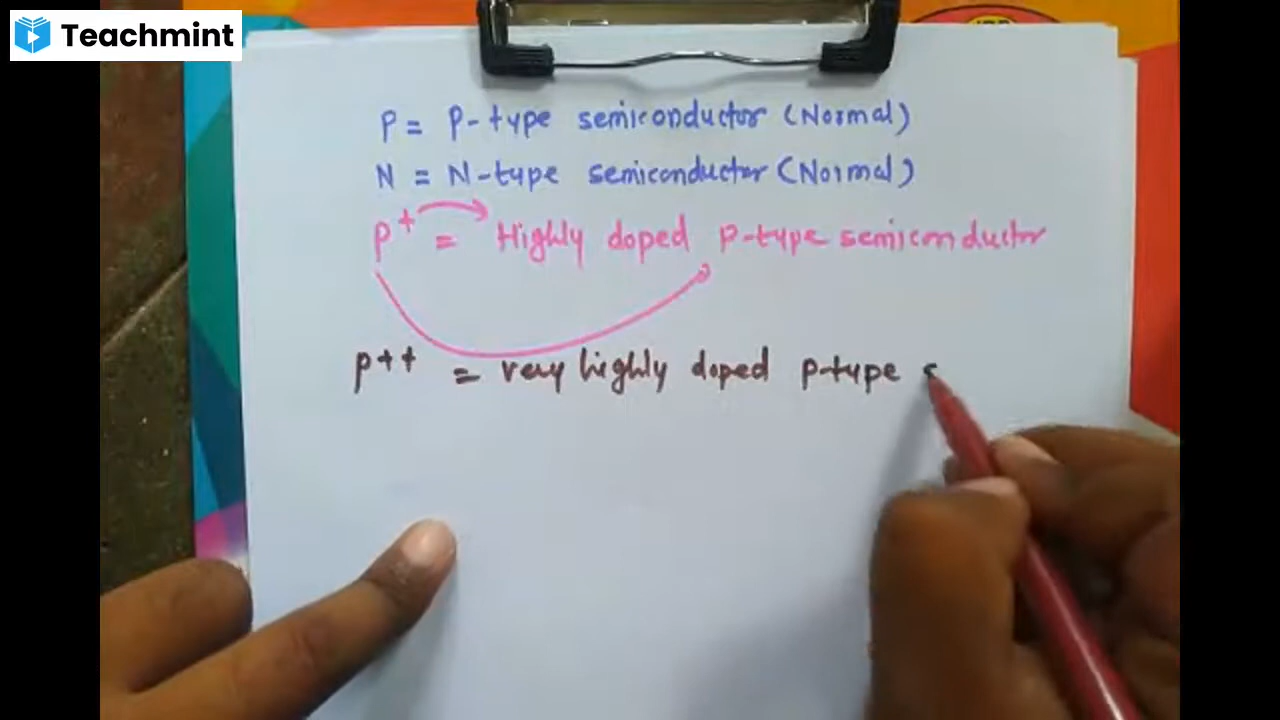 Teachmint
P = P-type semiconductor (Normal)
N = N-type semiconductor (Normal)
P+ = Highly doped P-type semiconductor
P++ = very highly doped P-type s